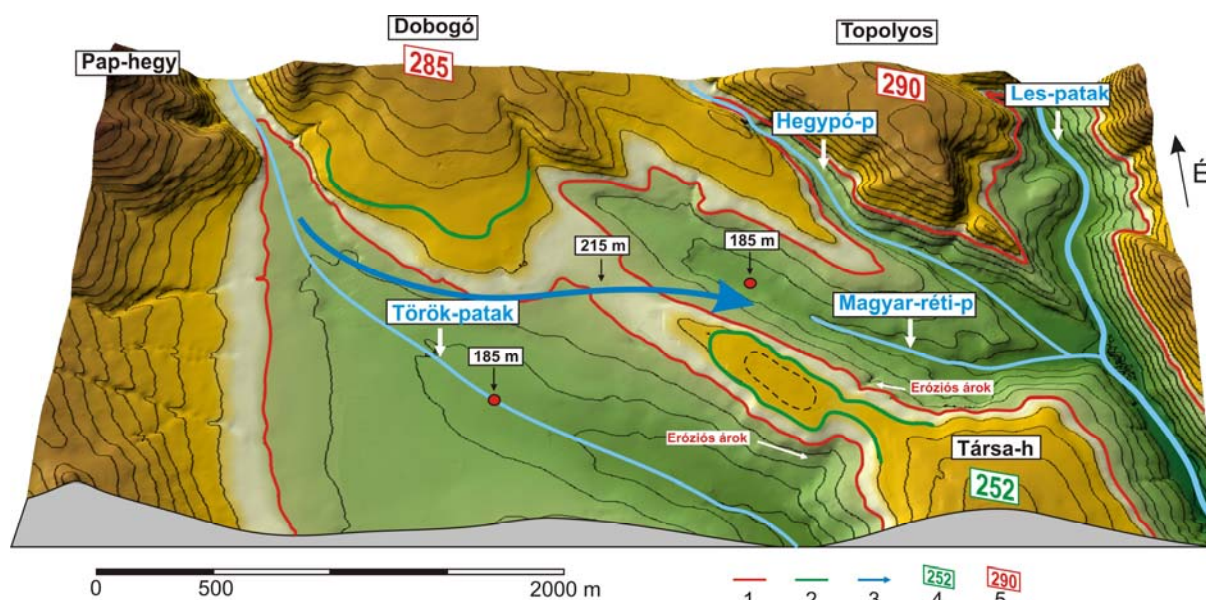 Dobogó
285
Topolyos
290
Pap-hegy
Les-patak
Hegypó-p
É
215 m
185 m
Török-patak
Magyar-réti-p
185 m
Eróziós árok
Eróziós árok
Társa-h
252
0 500 2000 m
252 290
1 2 3 4 5